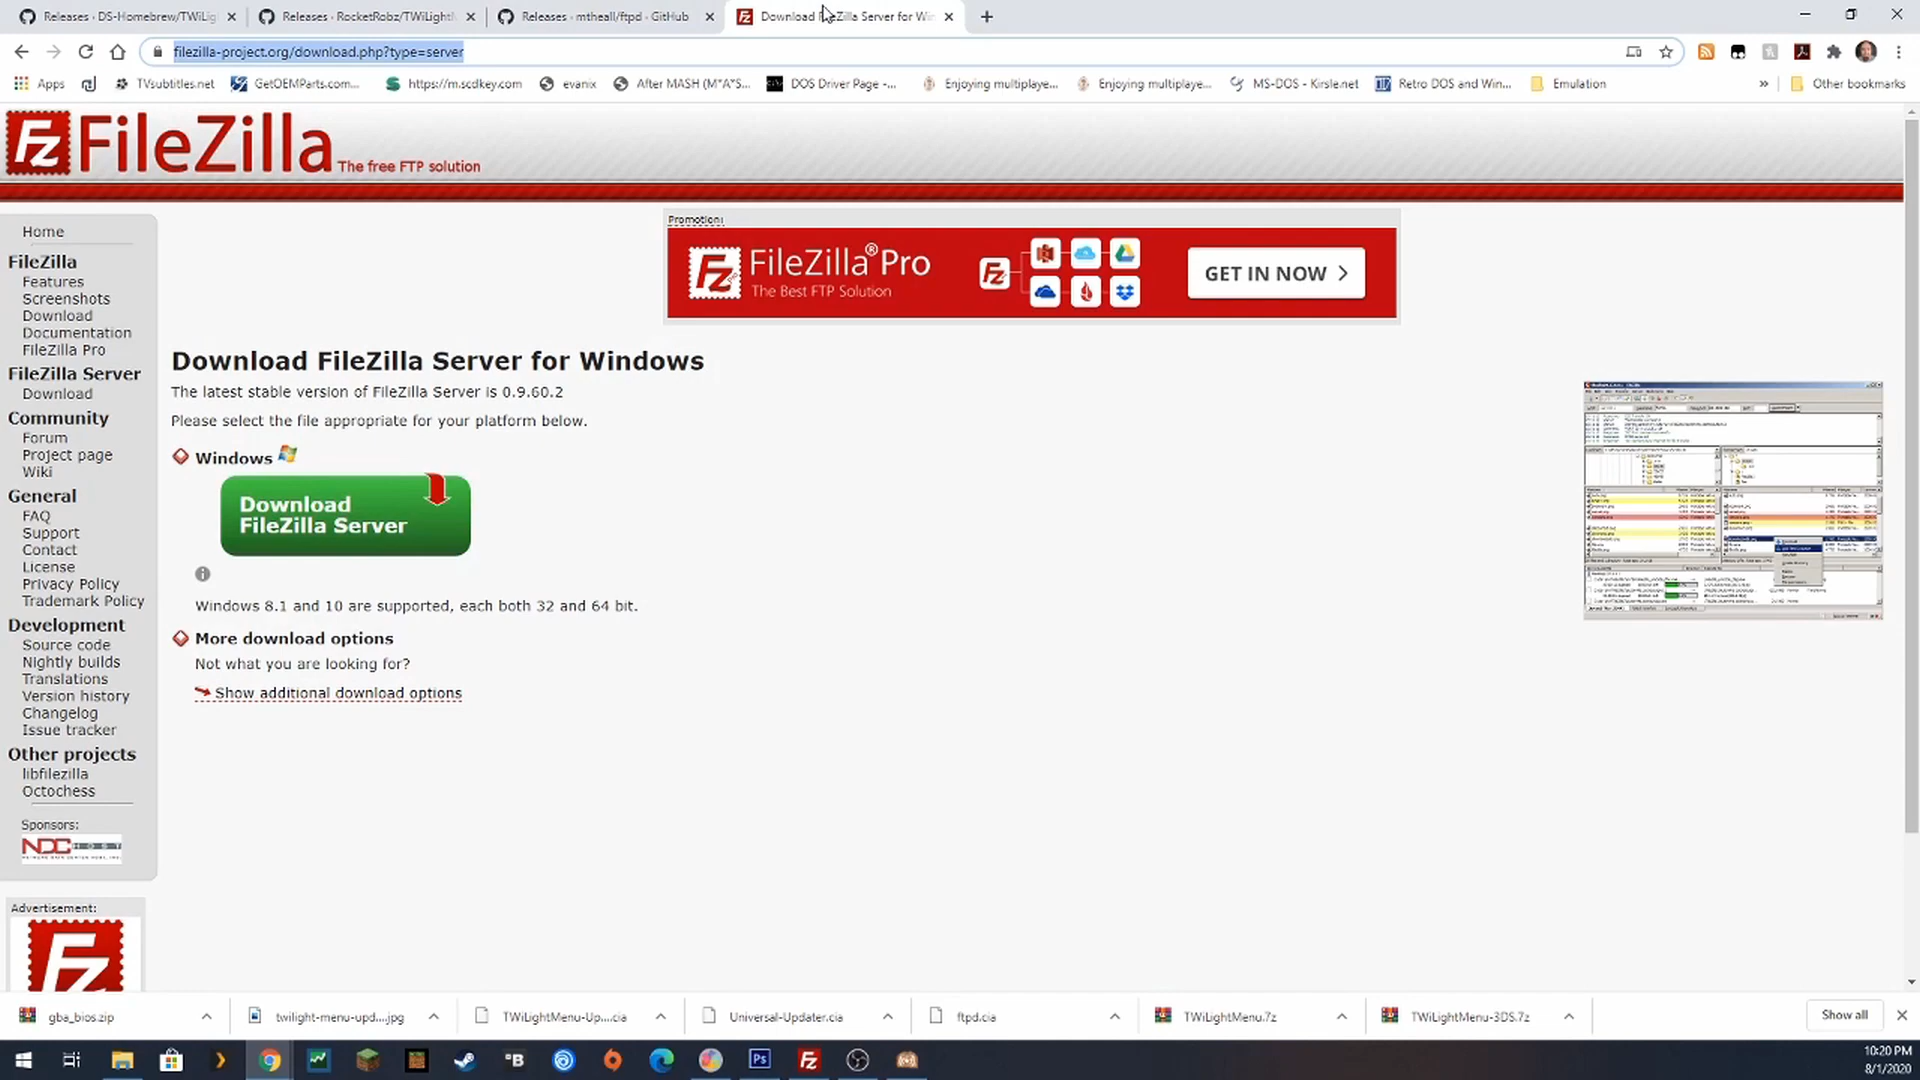 Releases · DS-Homebrew/TWiLig
Releases · RocketRobz/TWiLight
Releases · mtheall/ftpd · GitHub
Download FileZilla Server for Win
filezilla-project.org/download.php?type=server
Apps
TVsubtitles.net
GetOEMParts.com...
https://m.scdkey.com
evanix
After MASH (M*A*S...
DOS Driver Page -...
Enjoying multiplaye...
Enjoying multiplaye...
MS-DOS - Kirsle.net
Retro DOS and Win...
Emulation
»
Other bookmarks
Fz FileZilla The free FTP solution
Promotion:
FileZilla® Pro
The Best FTP Solution
GET IN NOW >
Home
FileZilla
Features
Screenshots
Download
Documentation
FileZilla Pro
FileZilla Server
Download
Community
Forum
Project page
Wiki
General
FAQ
Support
Contact
License
Privacy Policy
Trademark Policy
Development
Source code
Nightly builds
Translations
Version history
Changelog
Issue tracker
Other projects
libfilezilla
Octochess
Sponsors:
NDC HOST
Advertisement:
Fz
Download FileZilla Server for Windows
The latest stable version of FileZilla Server is 0.9.60.2
Please select the file appropriate for your platform below.
Windows
Download
FileZilla Server
Windows 8.1 and 10 are supported, each both 32 and 64 bit.
More download options
Not what you are looking for?
Show additional download options
gba_bios.zip
twilight-menu-upd....jpg
TWiLightMenu-Up....cia
Universal-Updater.cia
ftpd.cia
TWiLightMenu.7z
TWiLightMenu-3DS.7z
Show all
10:20 PM
8/1/2020